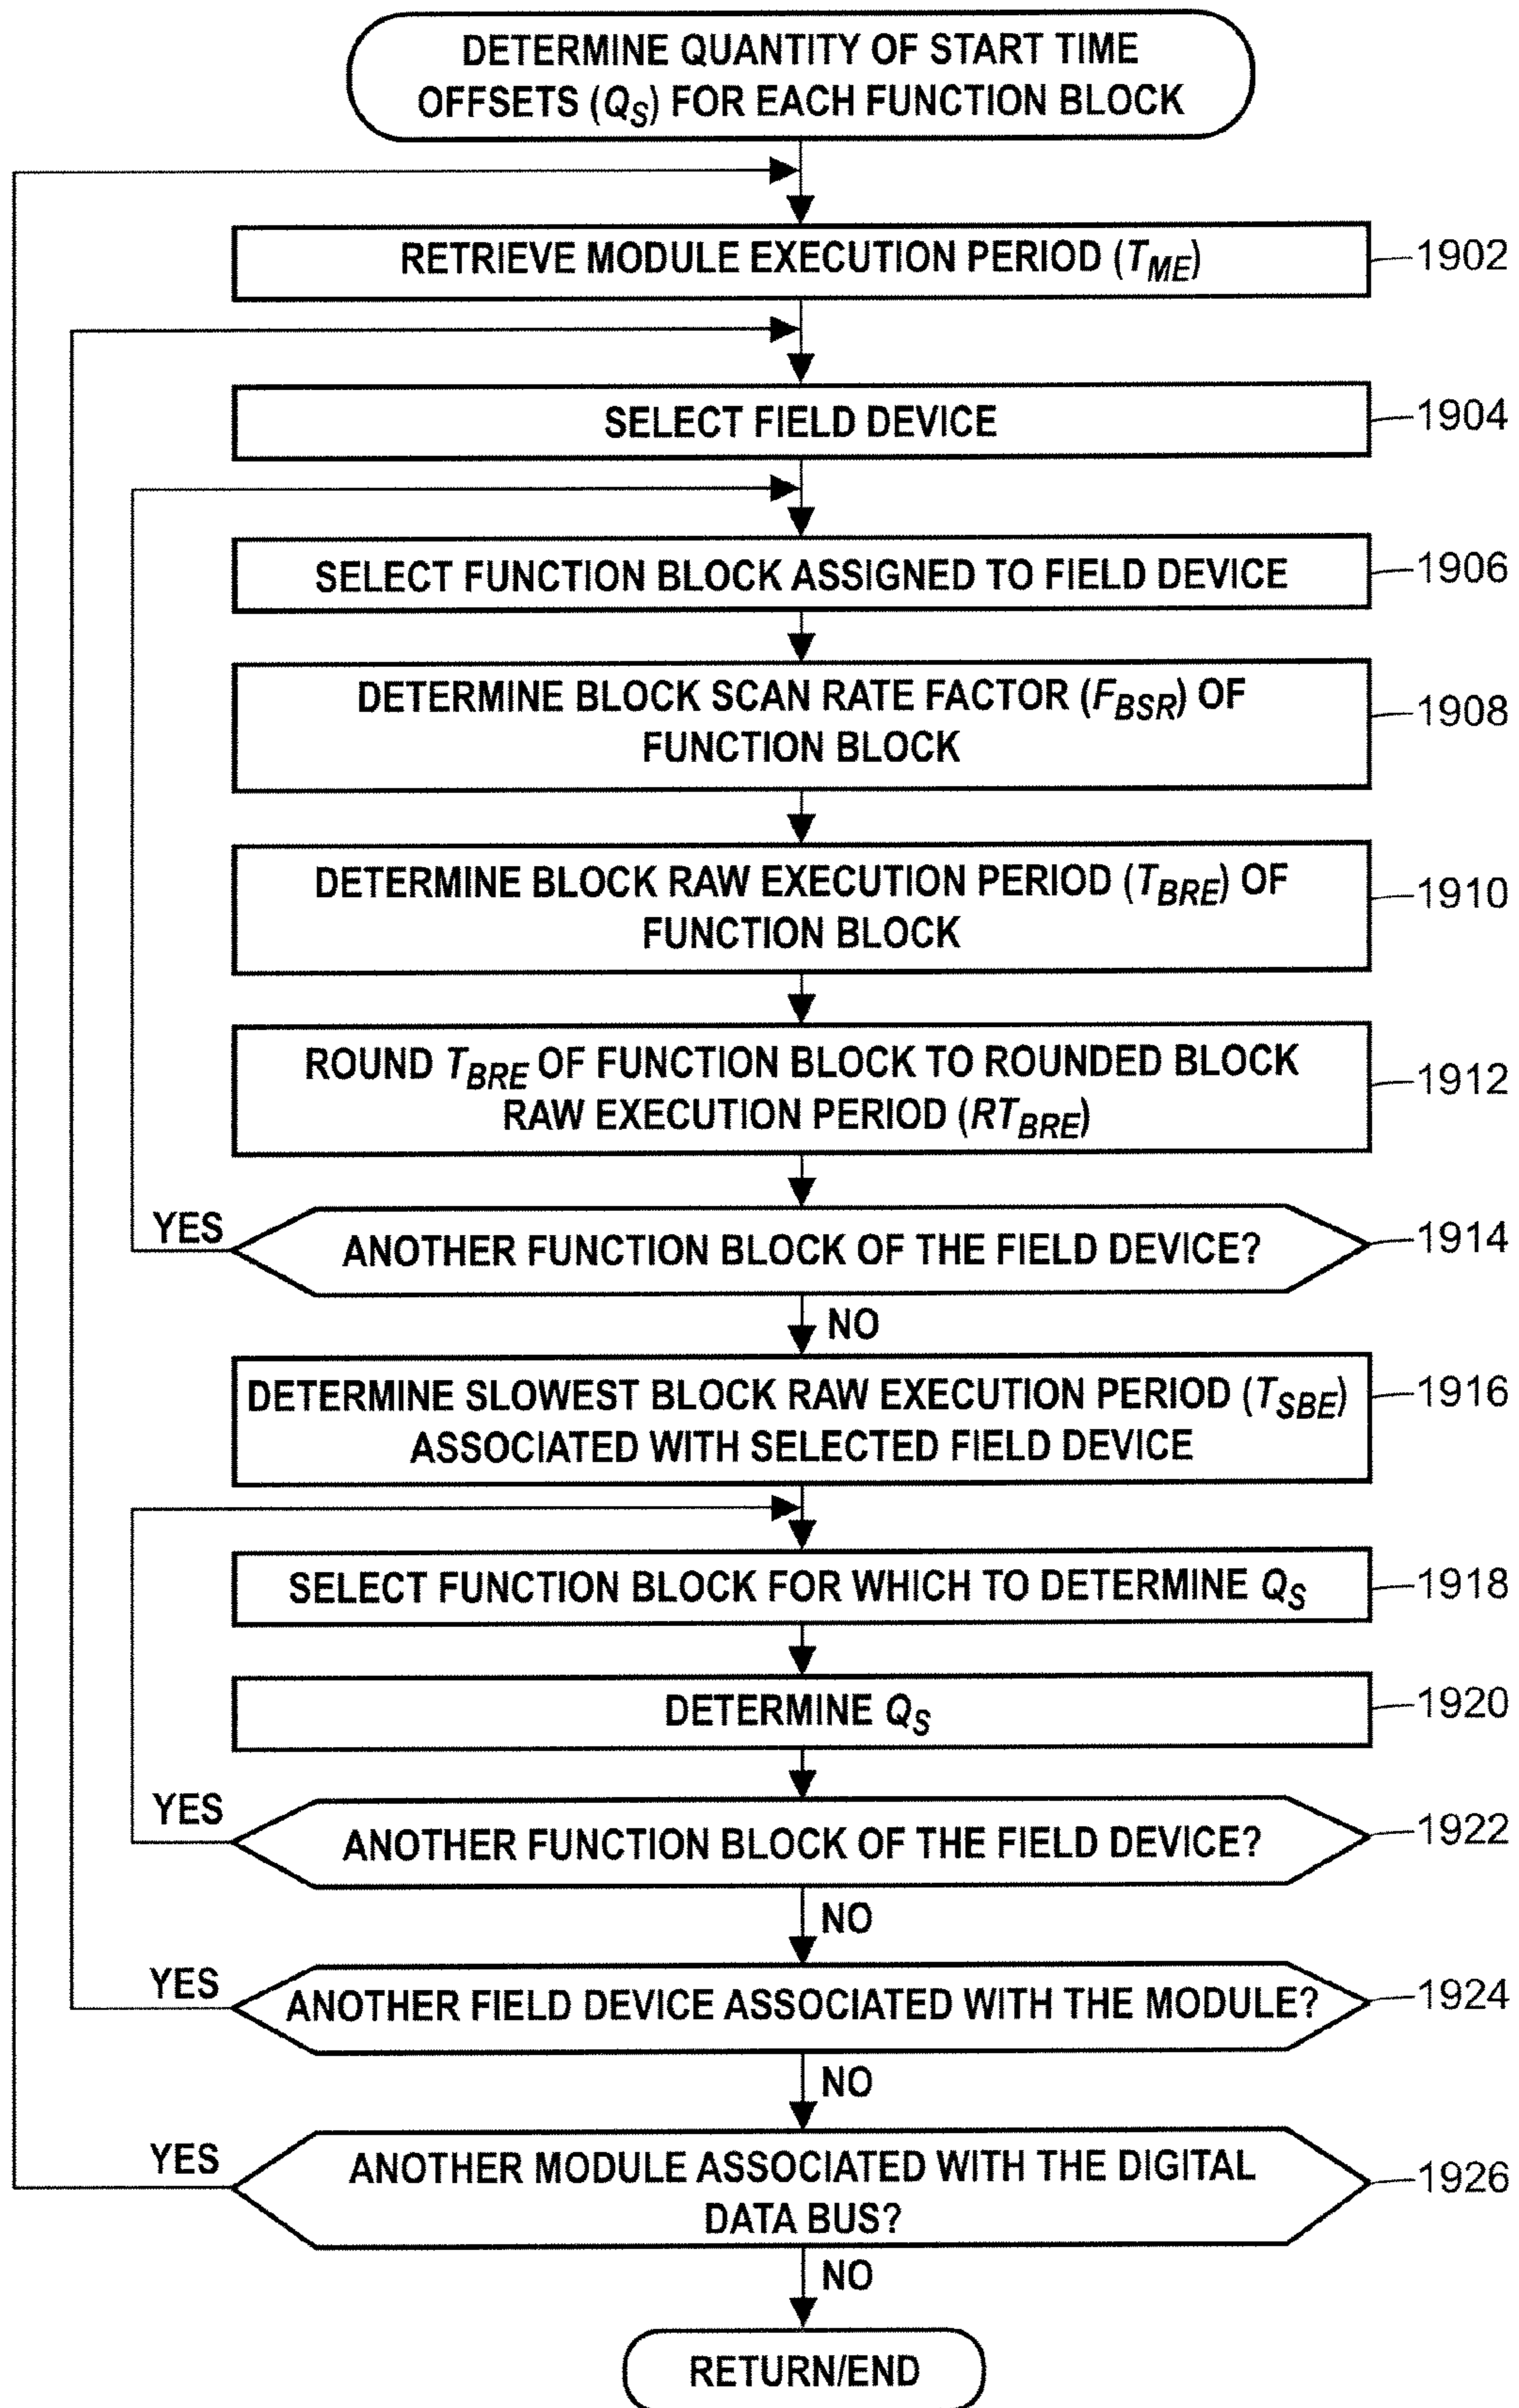 DETERMINE QUANTITY OF START TIME
OFFSETS (QS) FOR EACH FUNCTION BLOCK
RETRIEVE MODULE EXECUTION PERIOD (TME)
1902
SELECT FIELD DEVICE
1904
SELECT FUNCTION BLOCK ASSIGNED TO FIELD DEVICE
1906
DETERMINE BLOCK SCAN RATE FACTOR (FBSR) OF
FUNCTION BLOCK
1908
DETERMINE BLOCK RAW EXECUTION PERIOD (TBRE) OF
FUNCTION BLOCK
1910
ROUND TBRE OF FUNCTION BLOCK TO ROUNDED BLOCK
RAW EXECUTION PERIOD (RTBRE)
1912
YES
ANOTHER FUNCTION BLOCK OF THE FIELD DEVICE?
1914
NO
DETERMINE SLOWEST BLOCK RAW EXECUTION PERIOD (TSBE)
ASSOCIATED WITH SELECTED FIELD DEVICE
1916
SELECT FUNCTION BLOCK FOR WHICH TO DETERMINE QS
1918
DETERMINE QS
1920
YES
ANOTHER FUNCTION BLOCK OF THE FIELD DEVICE?
1922
NO
YES
ANOTHER FIELD DEVICE ASSOCIATED WITH THE MODULE?
1924
NO
YES
ANOTHER MODULE ASSOCIATED WITH THE DIGITAL
DATA BUS?
1926
NO
RETURN/END